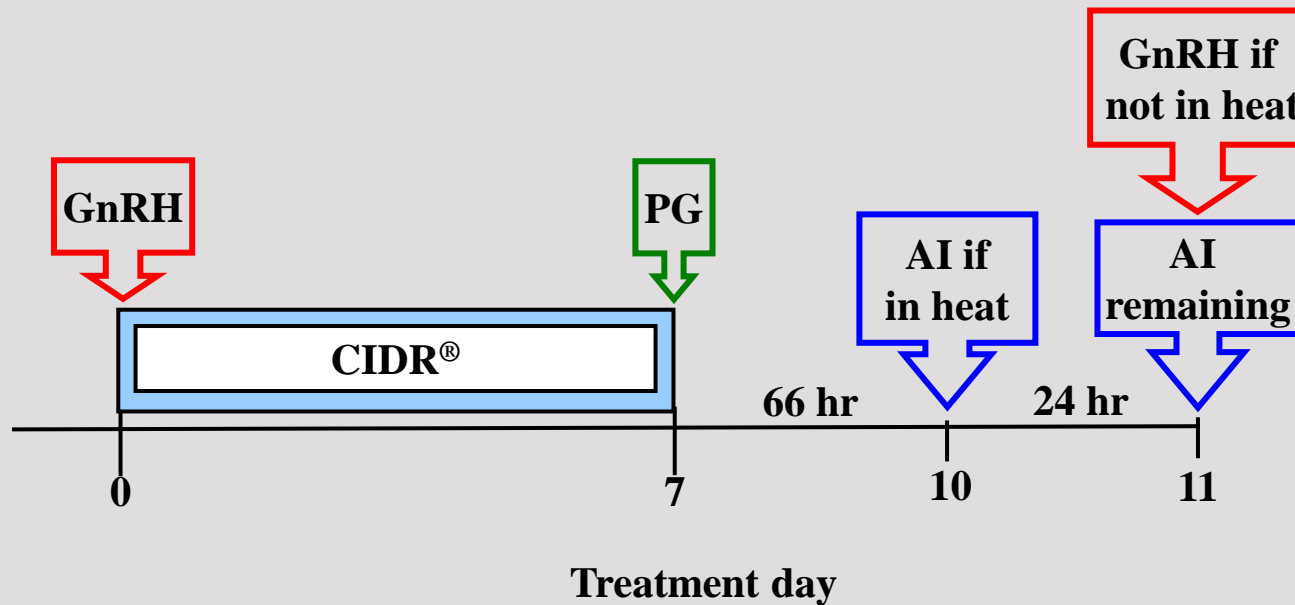 GnRH if
not in heat
GnRH
PG
AI if
in heat
AI
remaining
CIDR®
66 hr
24 hr
0
7
10
11
Treatment day